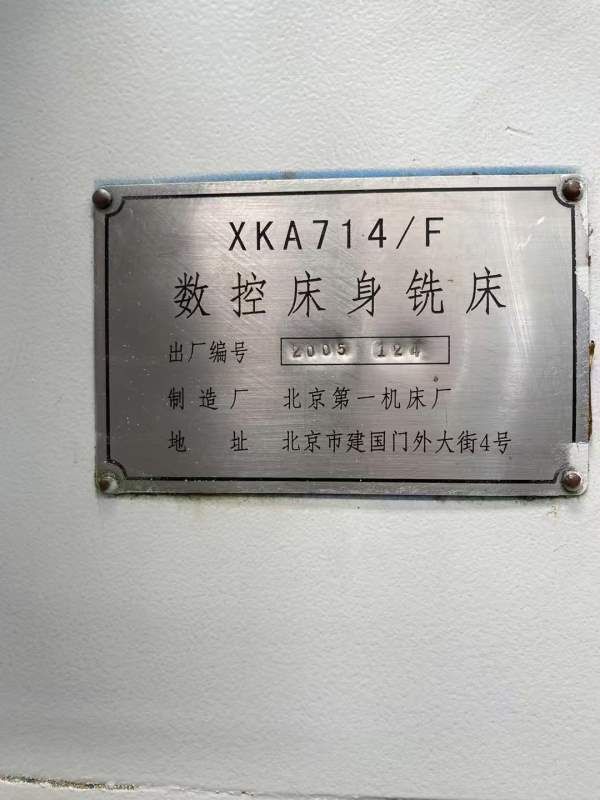 XKA714/F
数控床身铣床
出厂编号 2005 124
制造厂 北京第一机床厂
地址 北京市建国门外大街4号